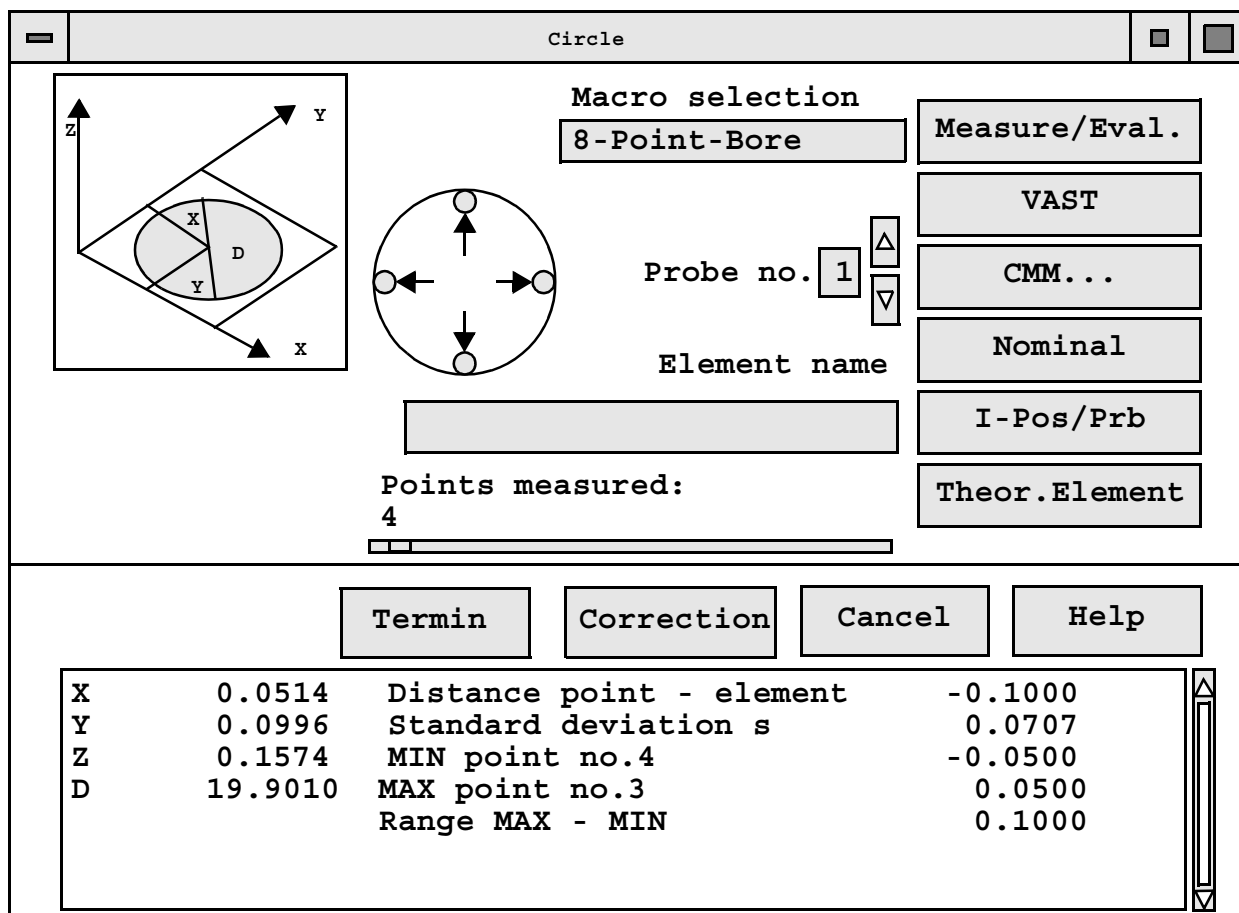 Circle
Z
Y
X
D
Y
X
Macro selection
8-Point-Bore
Probe no. 1
Element name
Points measured:
4
Measure/Eval.
VAST
CMM...
Nominal
I-Pos/Prb
Theor.Element
Termin
Correction
Cancel
Help
X 0.0514 Distance point - element -0.1000
Y 0.0996 Standard deviation s 0.0707
Z 0.1574 MIN point no.4 -0.0500
D 19.9010 MAX point no.3 0.0500
Range MAX - MIN 0.1000